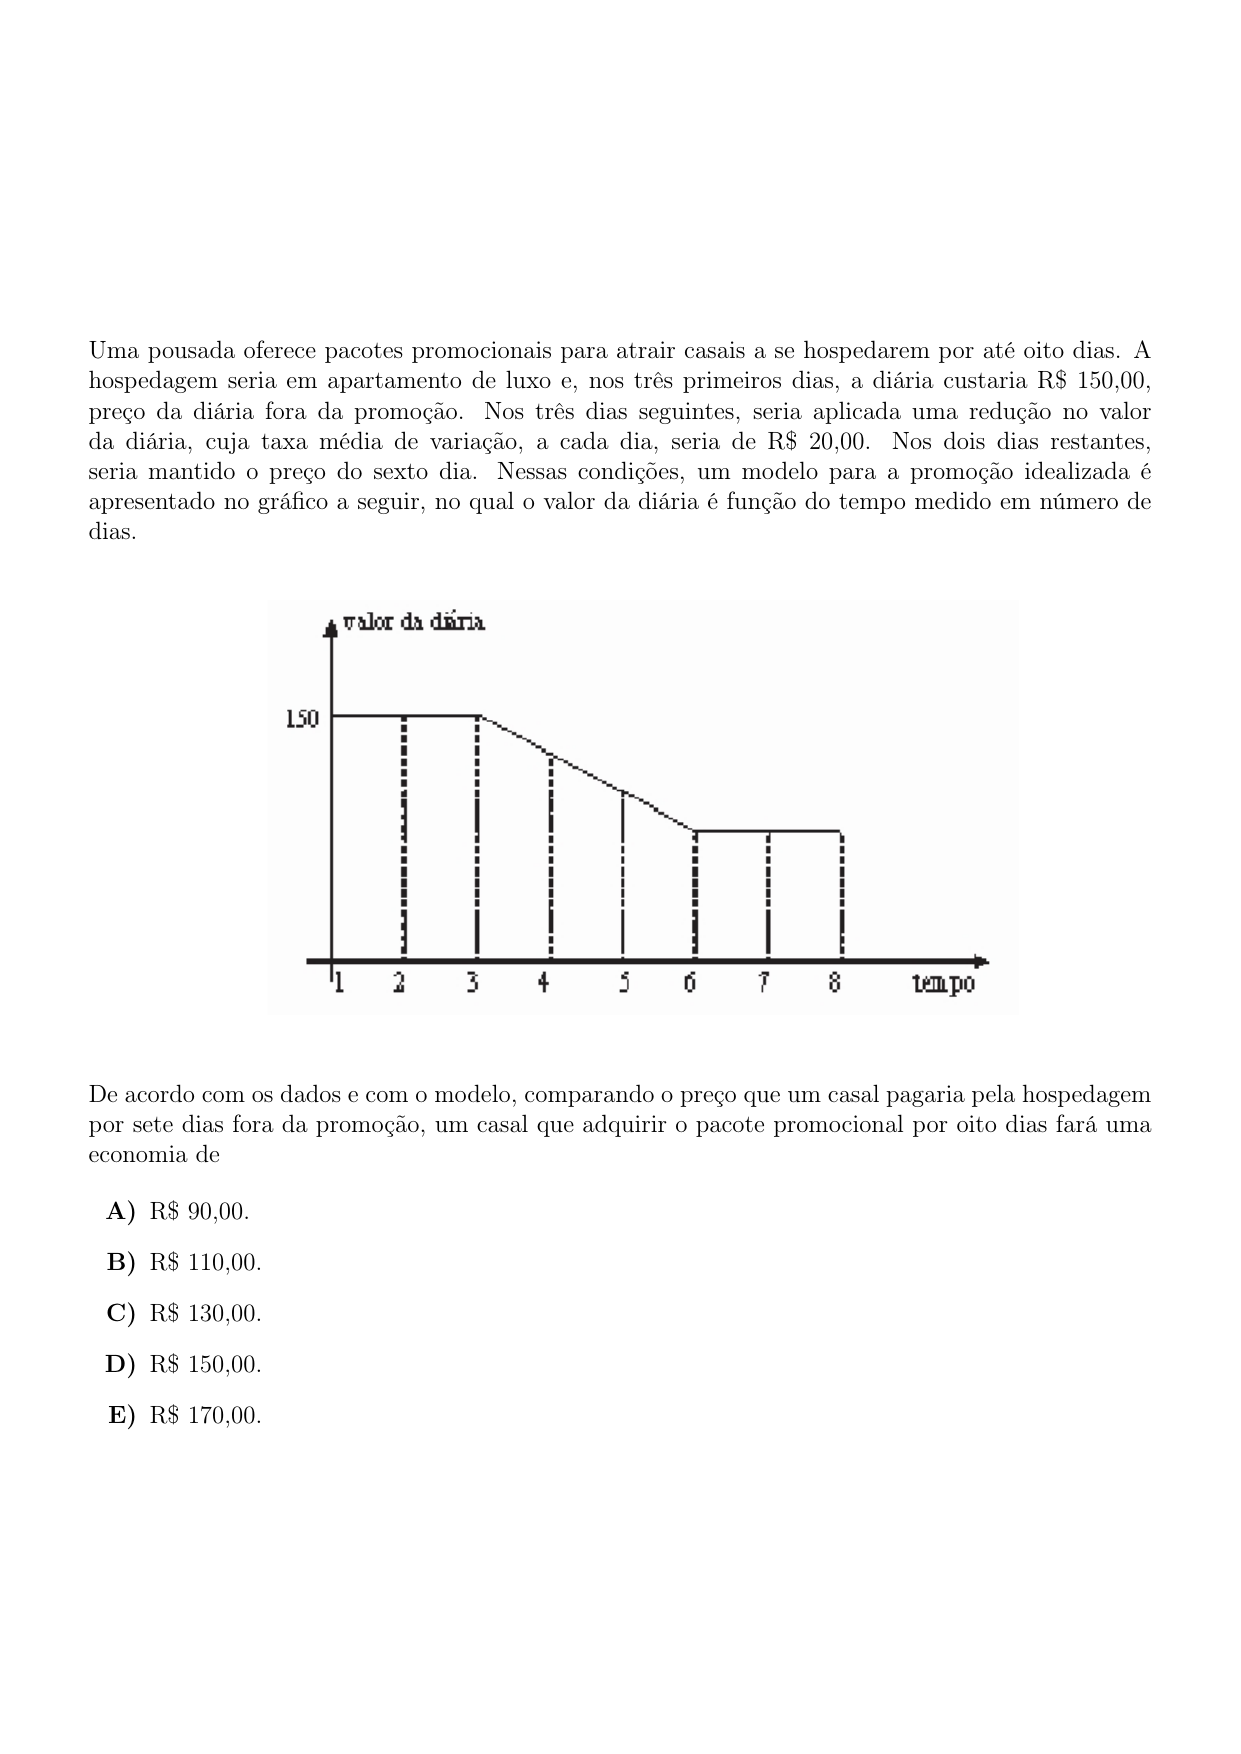 Uma pousada oferece pacotes promocionais para atrair casais a se hospedarem por até oito dias. A
hospedagem seria em apartamento de luxo e, nos três primeiros dias, a diária custaria R$ 150,00,
preço da diária fora da promoção. Nos três dias seguintes, seria aplicada uma redução no valor
da diária, cuja taxa média de variação, a cada dia, seria de R$ 20,00. Nos dois dias restantes,
seria mantido o preço do sexto dia. Nessas condições, um modelo para a promoção idealizada é
apresentado no gráfico a seguir, no qual o valor da diária é função do tempo medido em número de
dias.
valor da diária
150
1 2 3 4 5 6 7 8 tempo
De acordo com os dados e com o modelo, comparando o preço que um casal pagaria pela hospedagem
por sete dias fora da promoção, um casal que adquirir o pacote promocional por oito dias fará uma
economia de
A) R$ 90,00.
B) R$ 110,00.
C) R$ 130,00.
D) R$ 150,00.
E) R$ 170,00.